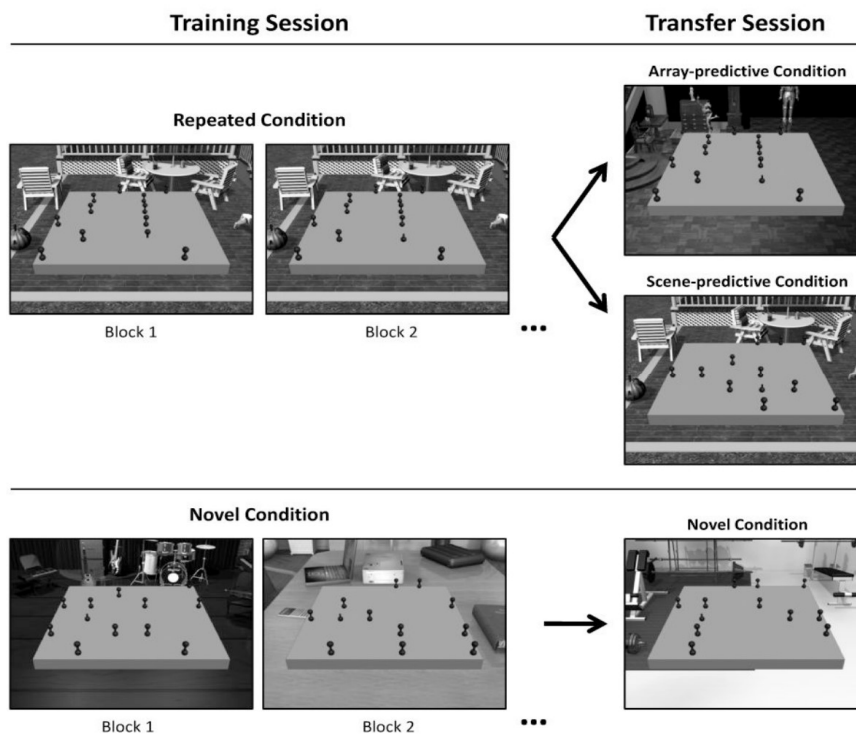 Training Session
Transfer Session
Array-predictive Condition
Repeated Condition
Block 1
Block 2
...
Scene-predictive Condition
Novel Condition
Novel Condition
Block 1
Block 2
...